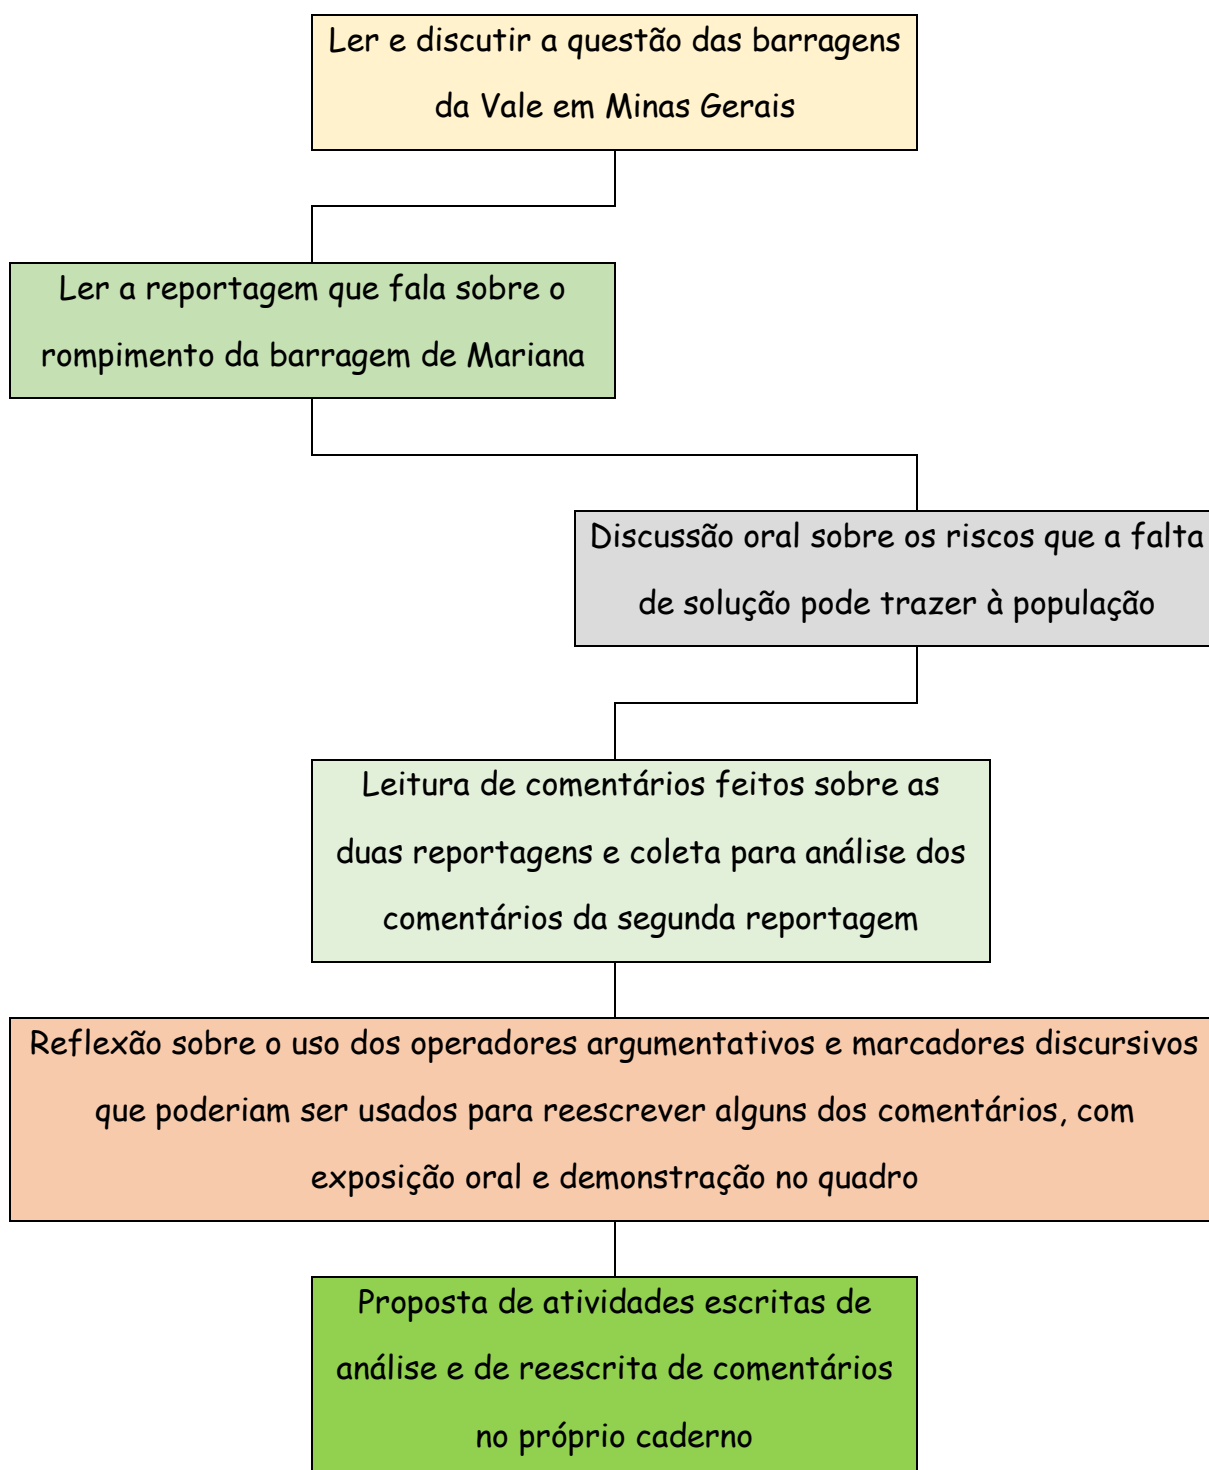 Ler e discutir a questão das barragens
da Vale em Minas Gerais
Ler a reportagem que fala sobre o
rompimento da barragem de Mariana
Discussão oral sobre os riscos que a falta
de solução pode trazer à população
Leitura de comentários feitos sobre as
duas reportagens e coleta para análise dos
comentários da segunda reportagem
Reflexão sobre o uso dos operadores argumentativos e marcadores discursivos
que poderiam ser usados para reescrever alguns dos comentários, com
exposição oral e demonstração no quadro
Proposta de atividades escritas de
análise e de reescrita de comentários
no próprio caderno